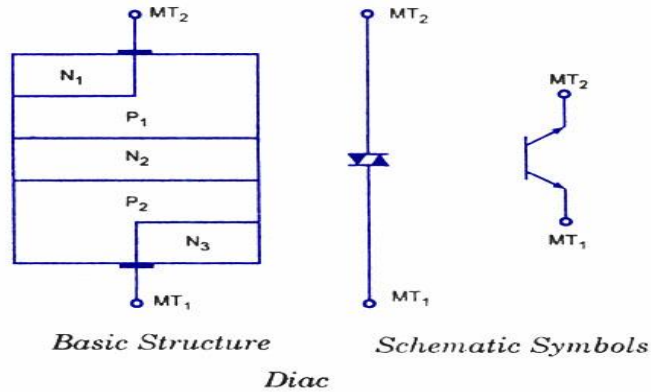 MT₂
N₁
P₁
N₂
P₂
N₃
MT₁
MT₂
MT₁
MT₂
MT₁
Basic Structure
Schematic Symbols
Diac